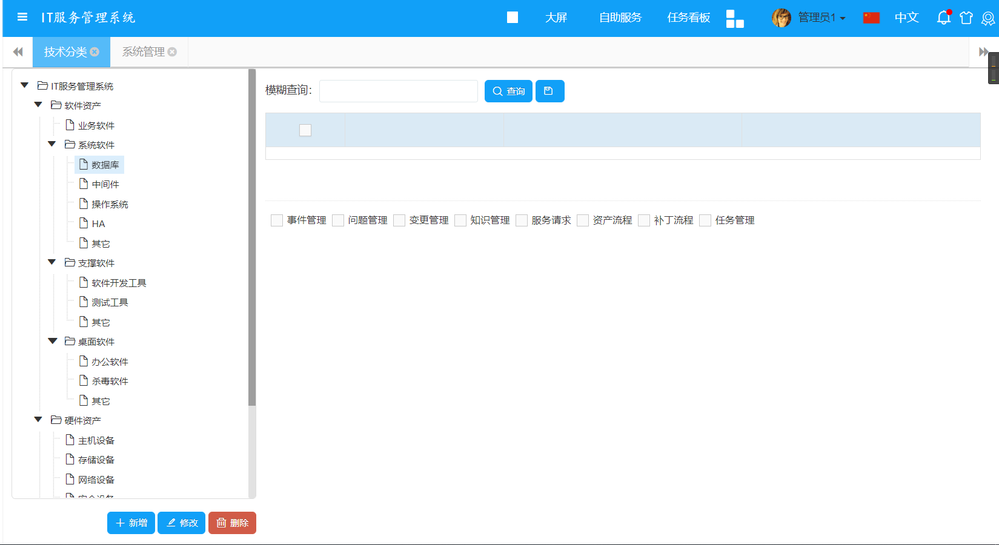 IT服务管理系统
大屏
自助服务
任务看板
管理员1
中文
技术分类
系统管理
IT服务管理系统
软件资产
业务软件
系统软件
数据库
中间件
操作系统
HA
其它
支撑软件
软件开发工具
测试工具
其它
桌面软件
办公软件
杀毒软件
其它
硬件资产
主机设备
存储设备
网络设备
新增
修改
删除
模糊查询：
查询
事件管理 问题管理 变更管理 知识管理 服务请求 资产流程 补丁流程 任务管理